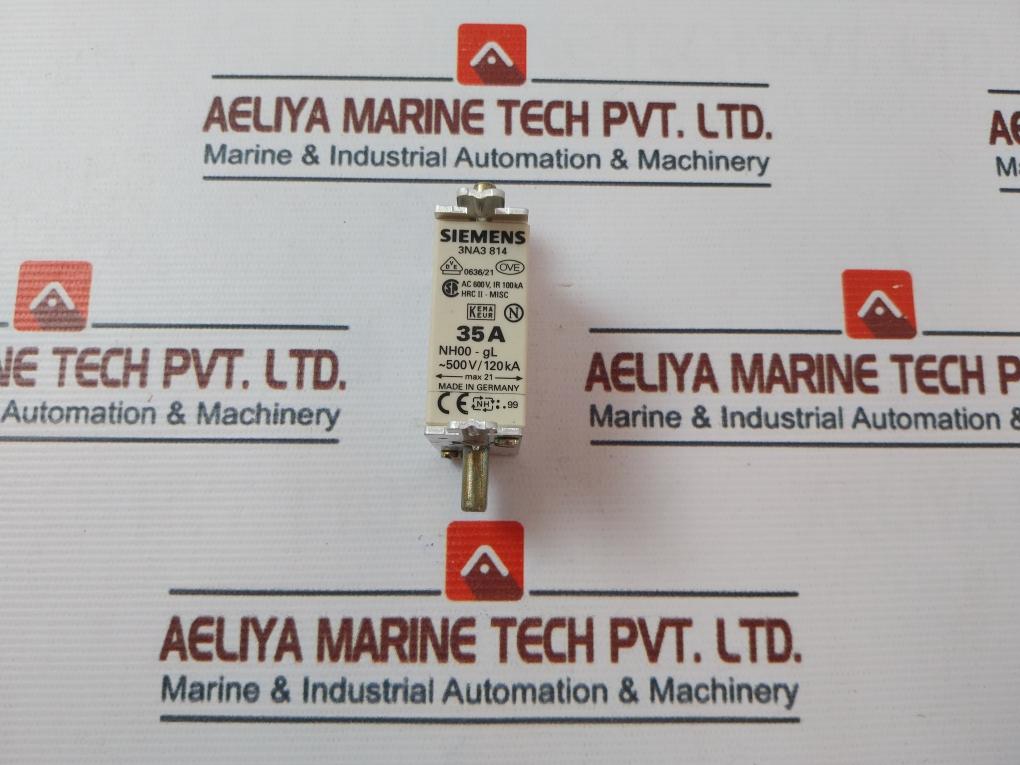 AELIYA MARINE TECH PVT. LTD.
Marine & Industrial Automation & Machinery
SIEMENS
3NA3 814
VDE 0636/21 OVE
AC 600V, IR 100kA
HRC II - MISC
KEMA
KEUR N
35 A
NH00 - gL
~500V/120kA
max 21
MADE IN GERMANY
CE NH 99
NE TECH PVT. LTD.
Automation & Machinery
AELIYA MARINE TECH P
Marine & Industrial Automation &
AELIYA MARINE TECH PVT. LTD.
Marine & Industrial Automation & Machinery